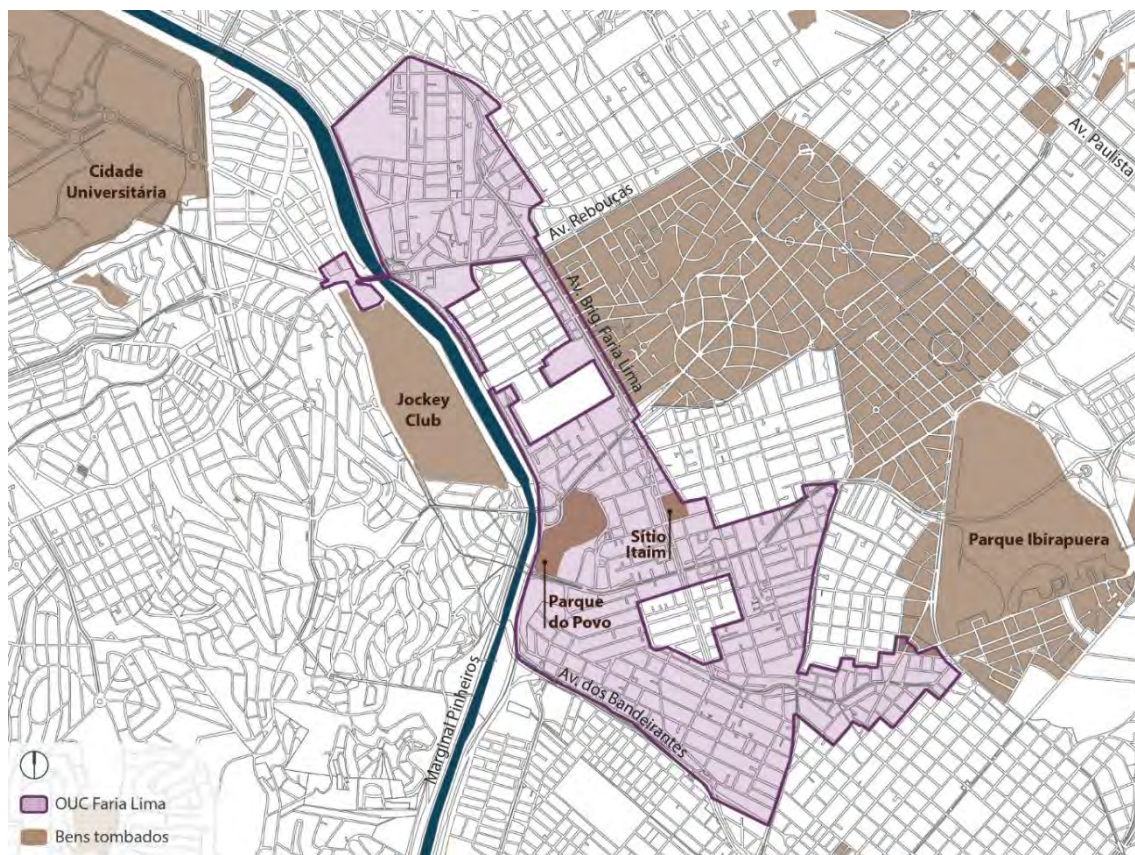 Cidade
Universitária
Av. Paulista
Av. Rebouças
Av. Brig. Faria Lima
Jockey
Club
Sítio
Itaim
Parque Ibirapuera
Parque
do Povo
Av. dos Bandeirantes
Marginal Pinheiros
OUC Faria Lima
Bens tombados